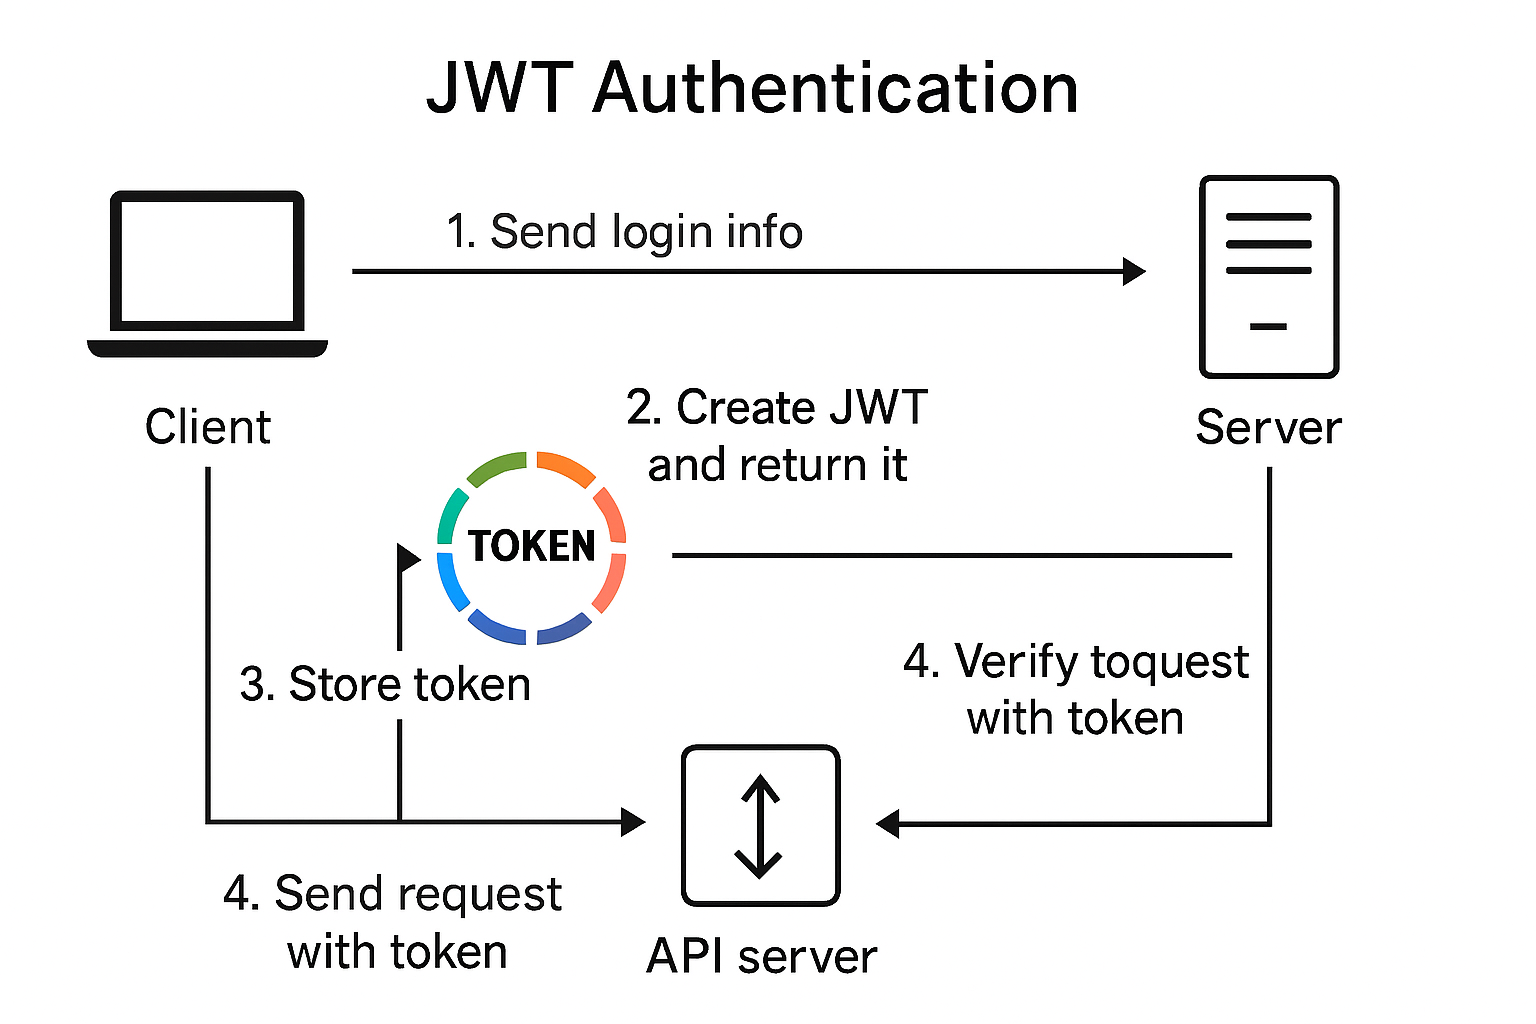 JWT Authentication
1. Send login info
Client
Server
2. Create JWT
and return it
TOKEN
3. Store token
4. Verify toquest
with token
4. Send request
with token
API server